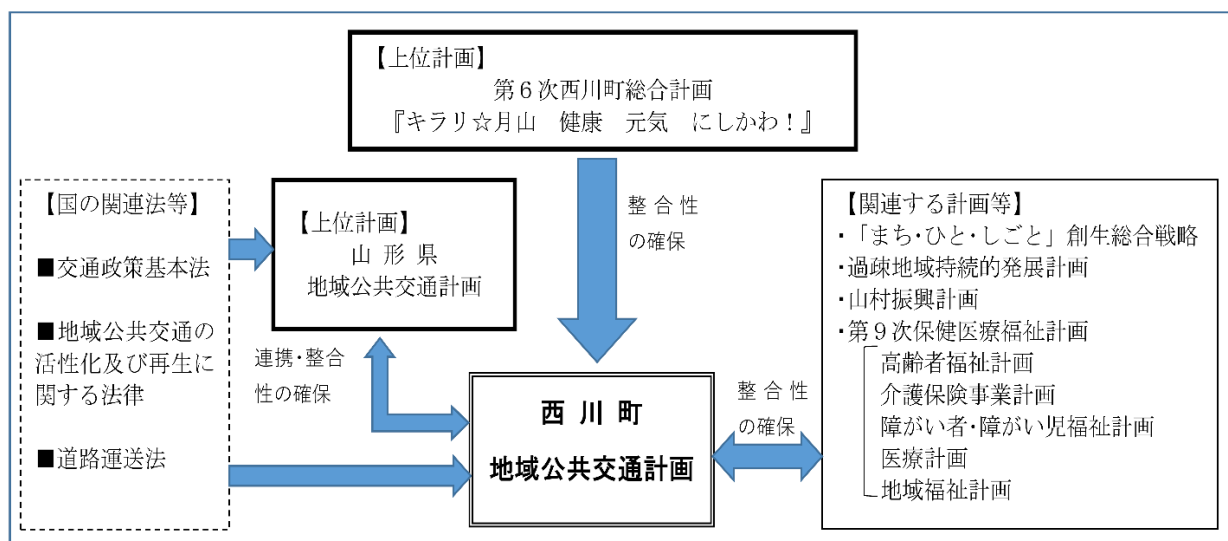 【上位計画】
第6次西川町総合計画
『キラリ☆月山 健康 元気 にしかわ!』
【国の関連法等】
■交通政策基本法
■地域公共交通の
活性化及び再生に
関する法律
■道路運送法
【上位計画】
山形県
地域公共交通計画
整合性
の確保
連携・整合
性の確保
西川町
地域公共交通計画
整合性
の確保
【関連する計画等】
・「まち・ひと・しごと」創生総合戦略
・過疎地域持続的発展計画
・山村振興計画
・第9次保健医療福祉計画
高齢者福祉計画
介護保険事業計画
障がい者・障がい児福祉計画
医療計画
地域福祉計画